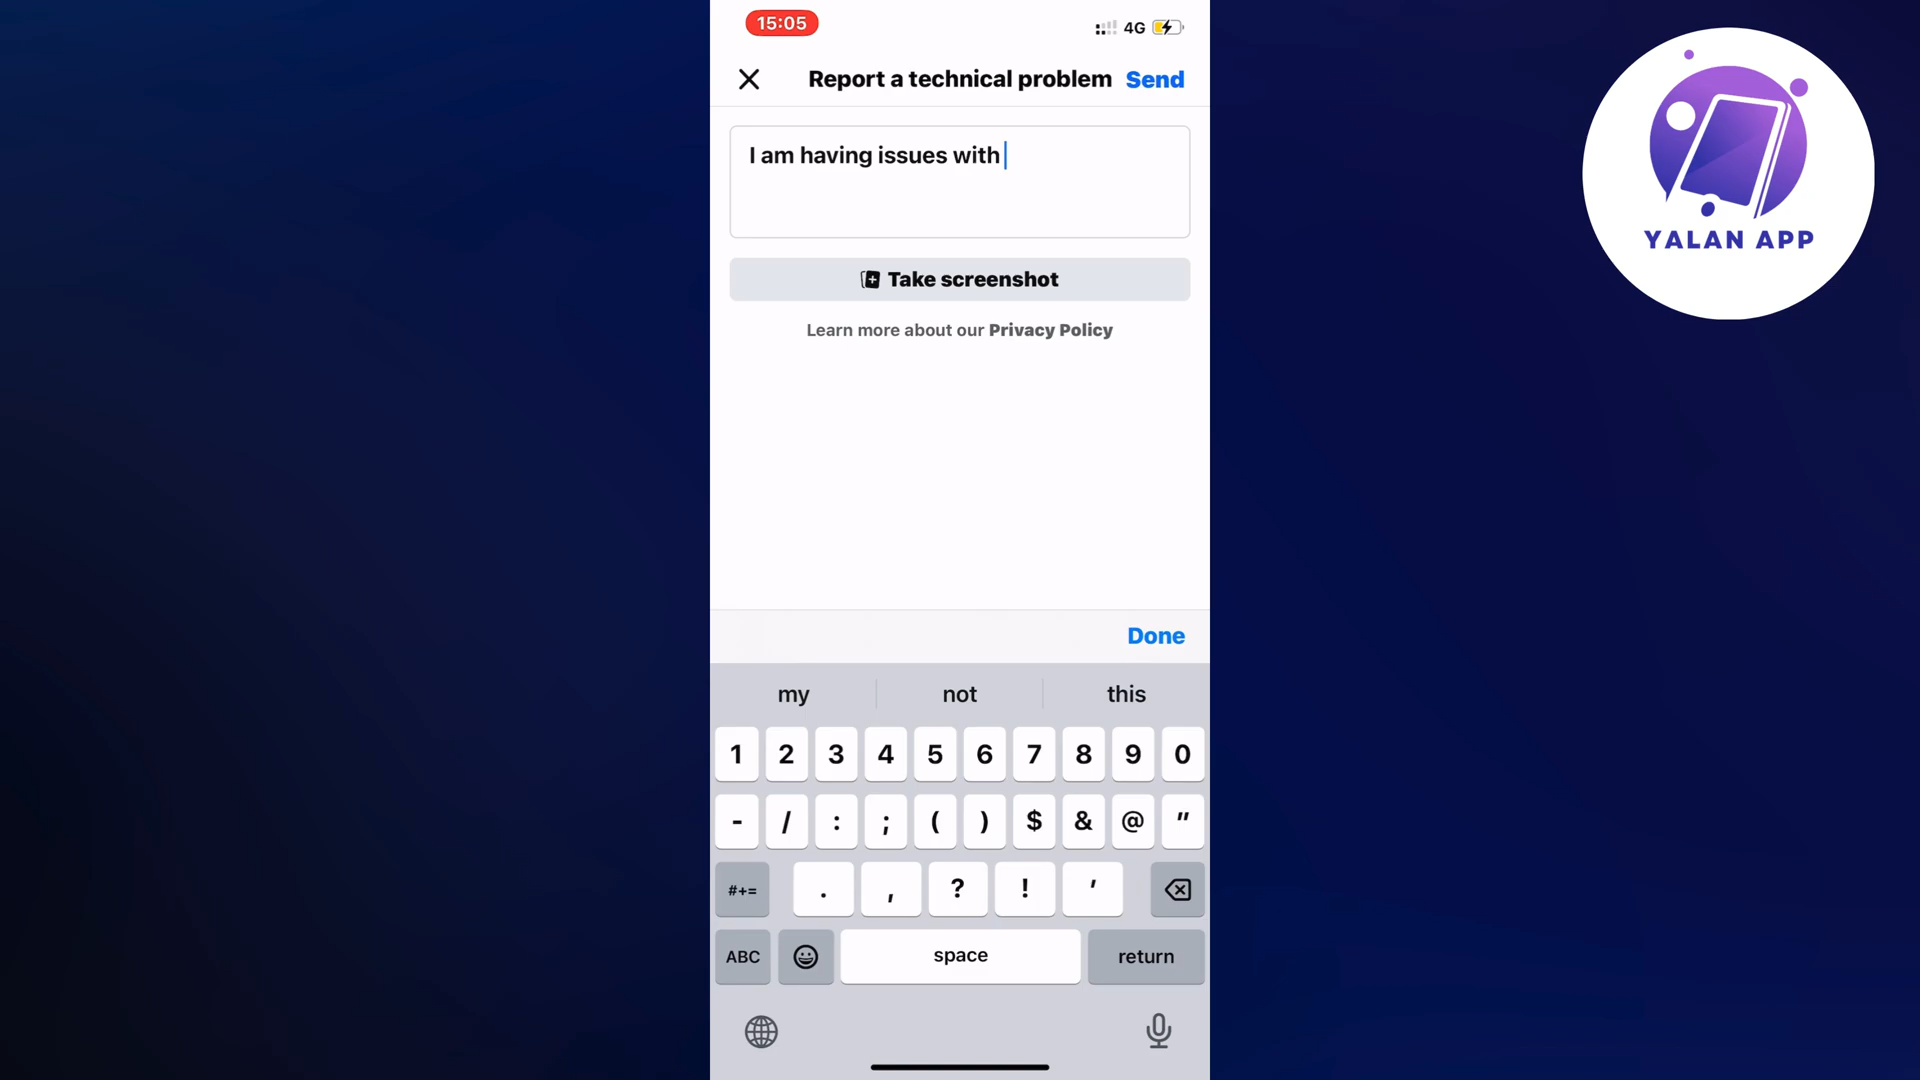 15:05
4G
Report a technical problem
Send
I am having issues with
Take screenshot
Learn more about our Privacy Policy
Done
my not this
1 2 3 4 5 6 7 8 9 0
- / : ; ( ) $ & @ "
#+= . , ? ! '
ABC space return
YALAN APP